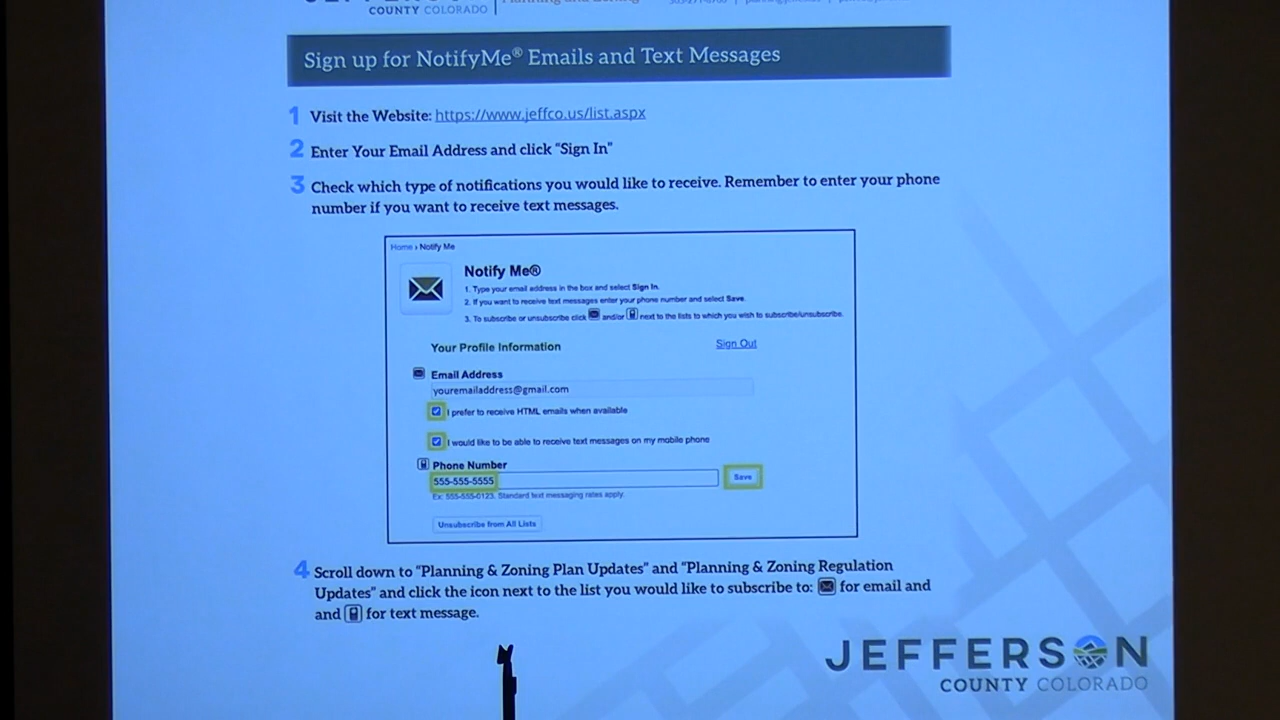 COUNTY COLORADO
Sign up for NotifyMe® Emails and Text Messages
1 Visit the Website: https://www.jeffco.us/list.aspx
2 Enter Your Email Address and click "Sign In"
3 Check which type of notifications you would like to receive. Remember to enter your phone
number if you want to receive text messages.
Home › Notify Me
Notify Me®
1. Type your email address in the box and select Sign In.
2. If you want to receive text messages enter your phone number and select Save.
3. To subscribe or unsubscribe click and/or next to the lists to which you wish to subscribe/unsubscribe.
Your Profile Information Sign Out
Email Address
youremailaddress@gmail.com
I prefer to receive HTML emails when available
I would like to be able to receive text messages on my mobile phone
Phone Number
555-555-5555 Save
Ex: 555-555-0123. Standard text messaging rates apply.
Unsubscribe from All Lists
4 Scroll down to "Planning & Zoning Plan Updates" and "Planning & Zoning Regulation
Updates" and click the icon next to the list you would like to subscribe to: for email and
and for text message.
JEFFERSON
COUNTY COLORADO